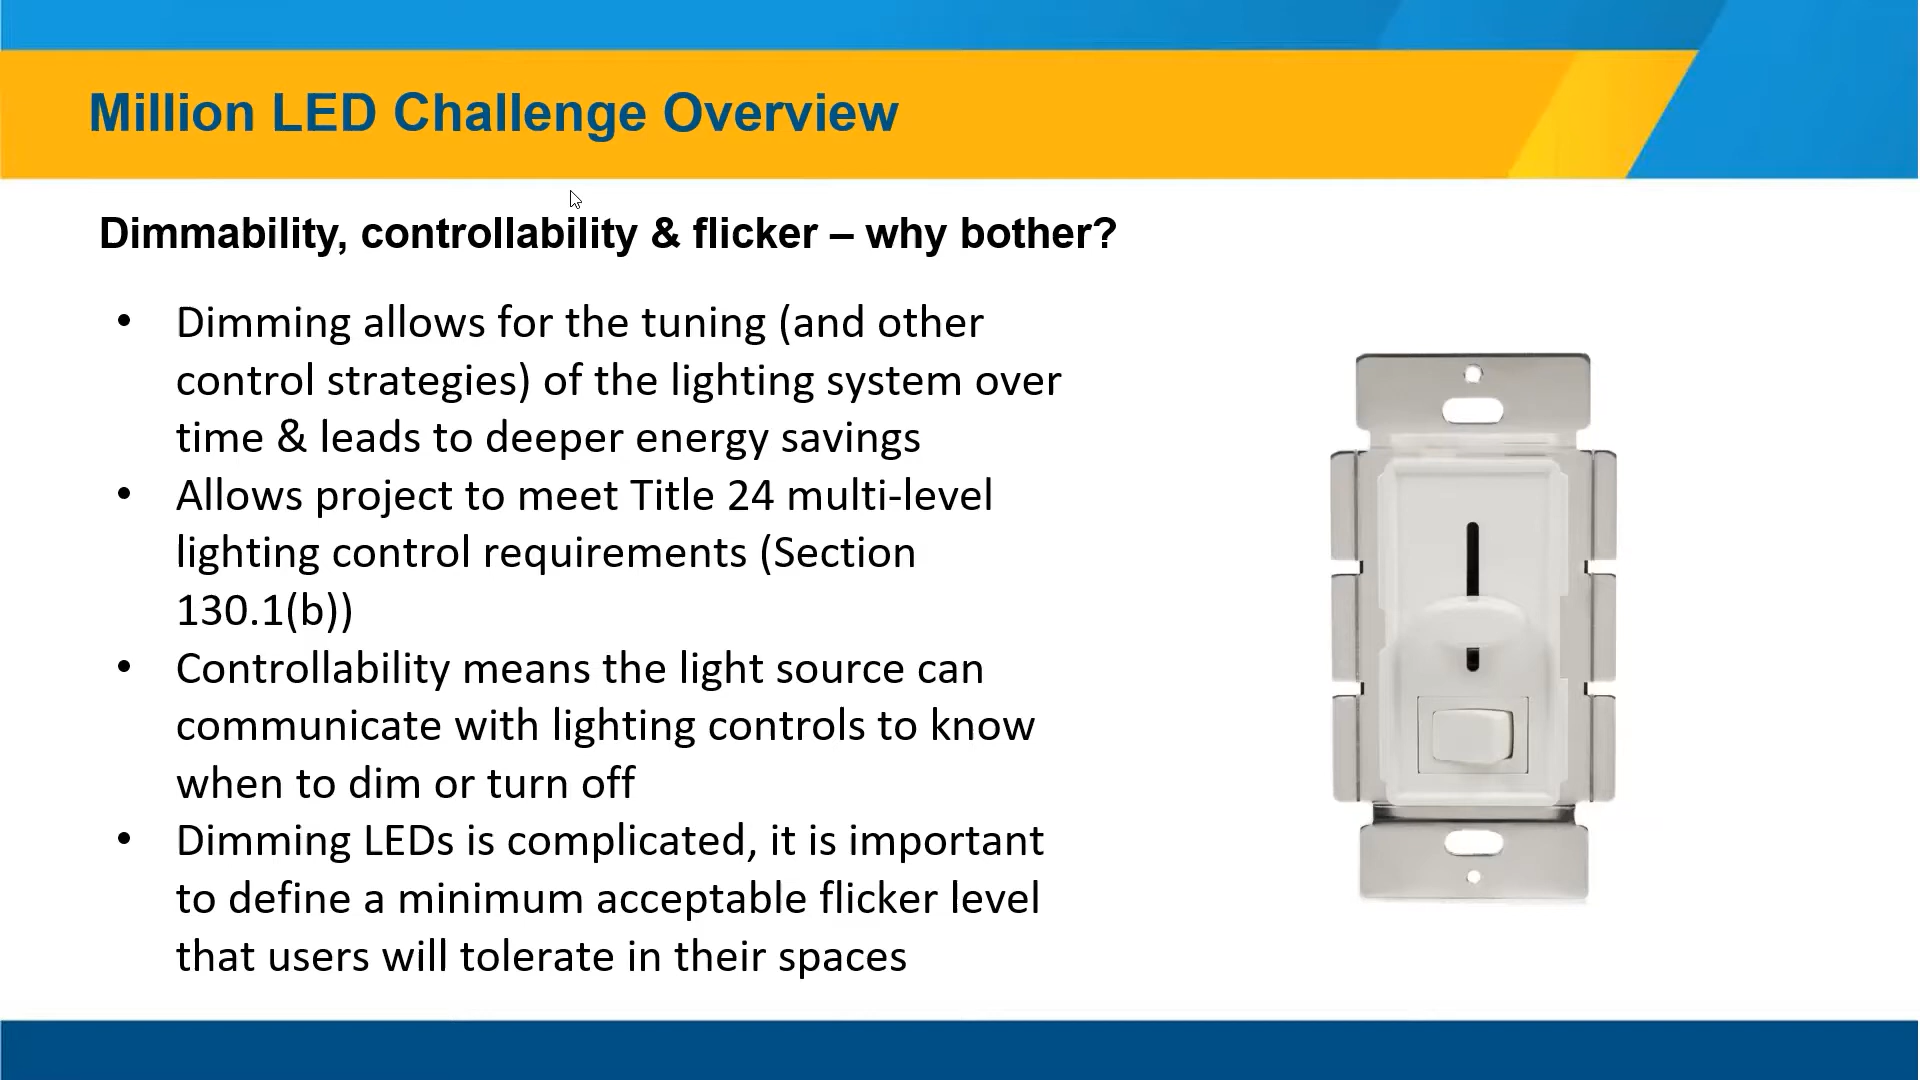 Million LED Challenge Overview
Dimmability, controllability & flicker – why bother?
• Dimming allows for the tuning (and other
control strategies) of the lighting system over
time & leads to deeper energy savings
• Allows project to meet Title 24 multi-level
lighting control requirements (Section
130.1(b))
• Controllability means the light source can
communicate with lighting controls to know
when to dim or turn off
• Dimming LEDs is complicated, it is important
to define a minimum acceptable flicker level
that users will tolerate in their spaces